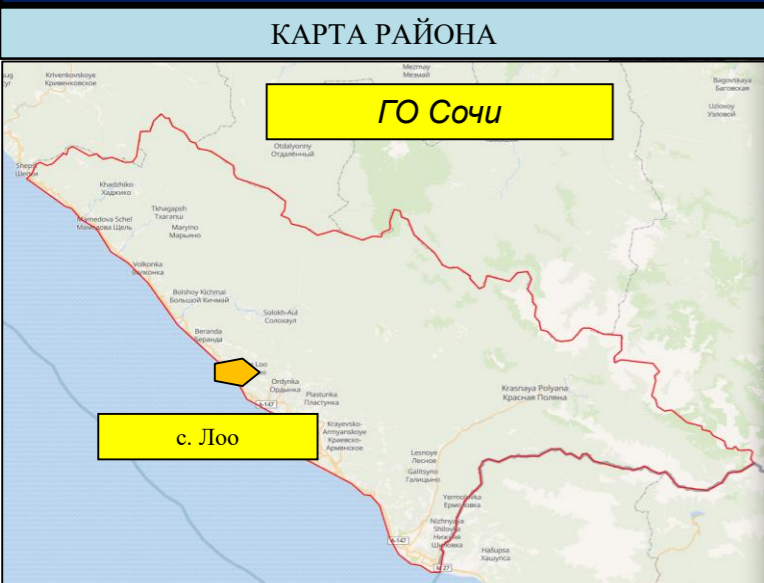 КАРТА РАЙОНА
Krivenkovskoye
Кривенковское
Mezmay
Мезмай
Bagovskaya
Баговская
ГО Сочи
Uzlovoy
Узловой
Otdalyonny
Отдалённый
Shepsi
Шепси
Khadzhiko
Хаджико
Tkhagapsh
Тхагапш
Mamedova Schel
Мамедова Щель
Maryino
Марьино
Volkonka
Волконка
Bolshoy Kichmai
Большой Кичмай
Solokh-Aul
Солохаул
Beranda
Беранда
Loo
Ordynka
Ордынка
Krasnaya Polyana
Красная Поляна
Plastunka
Пластунка
A-147
с. Лоо
Krayevsko-
Armyanskoye
Краевско-
Армянское
Lesnoye
Лесное
Galitsyno
Галицыно
Yermolovka
Ермоловка
Nizhnyaya
Shilovka
Нижняя
Шиловка
A-147
Hašupsa
Хашупса